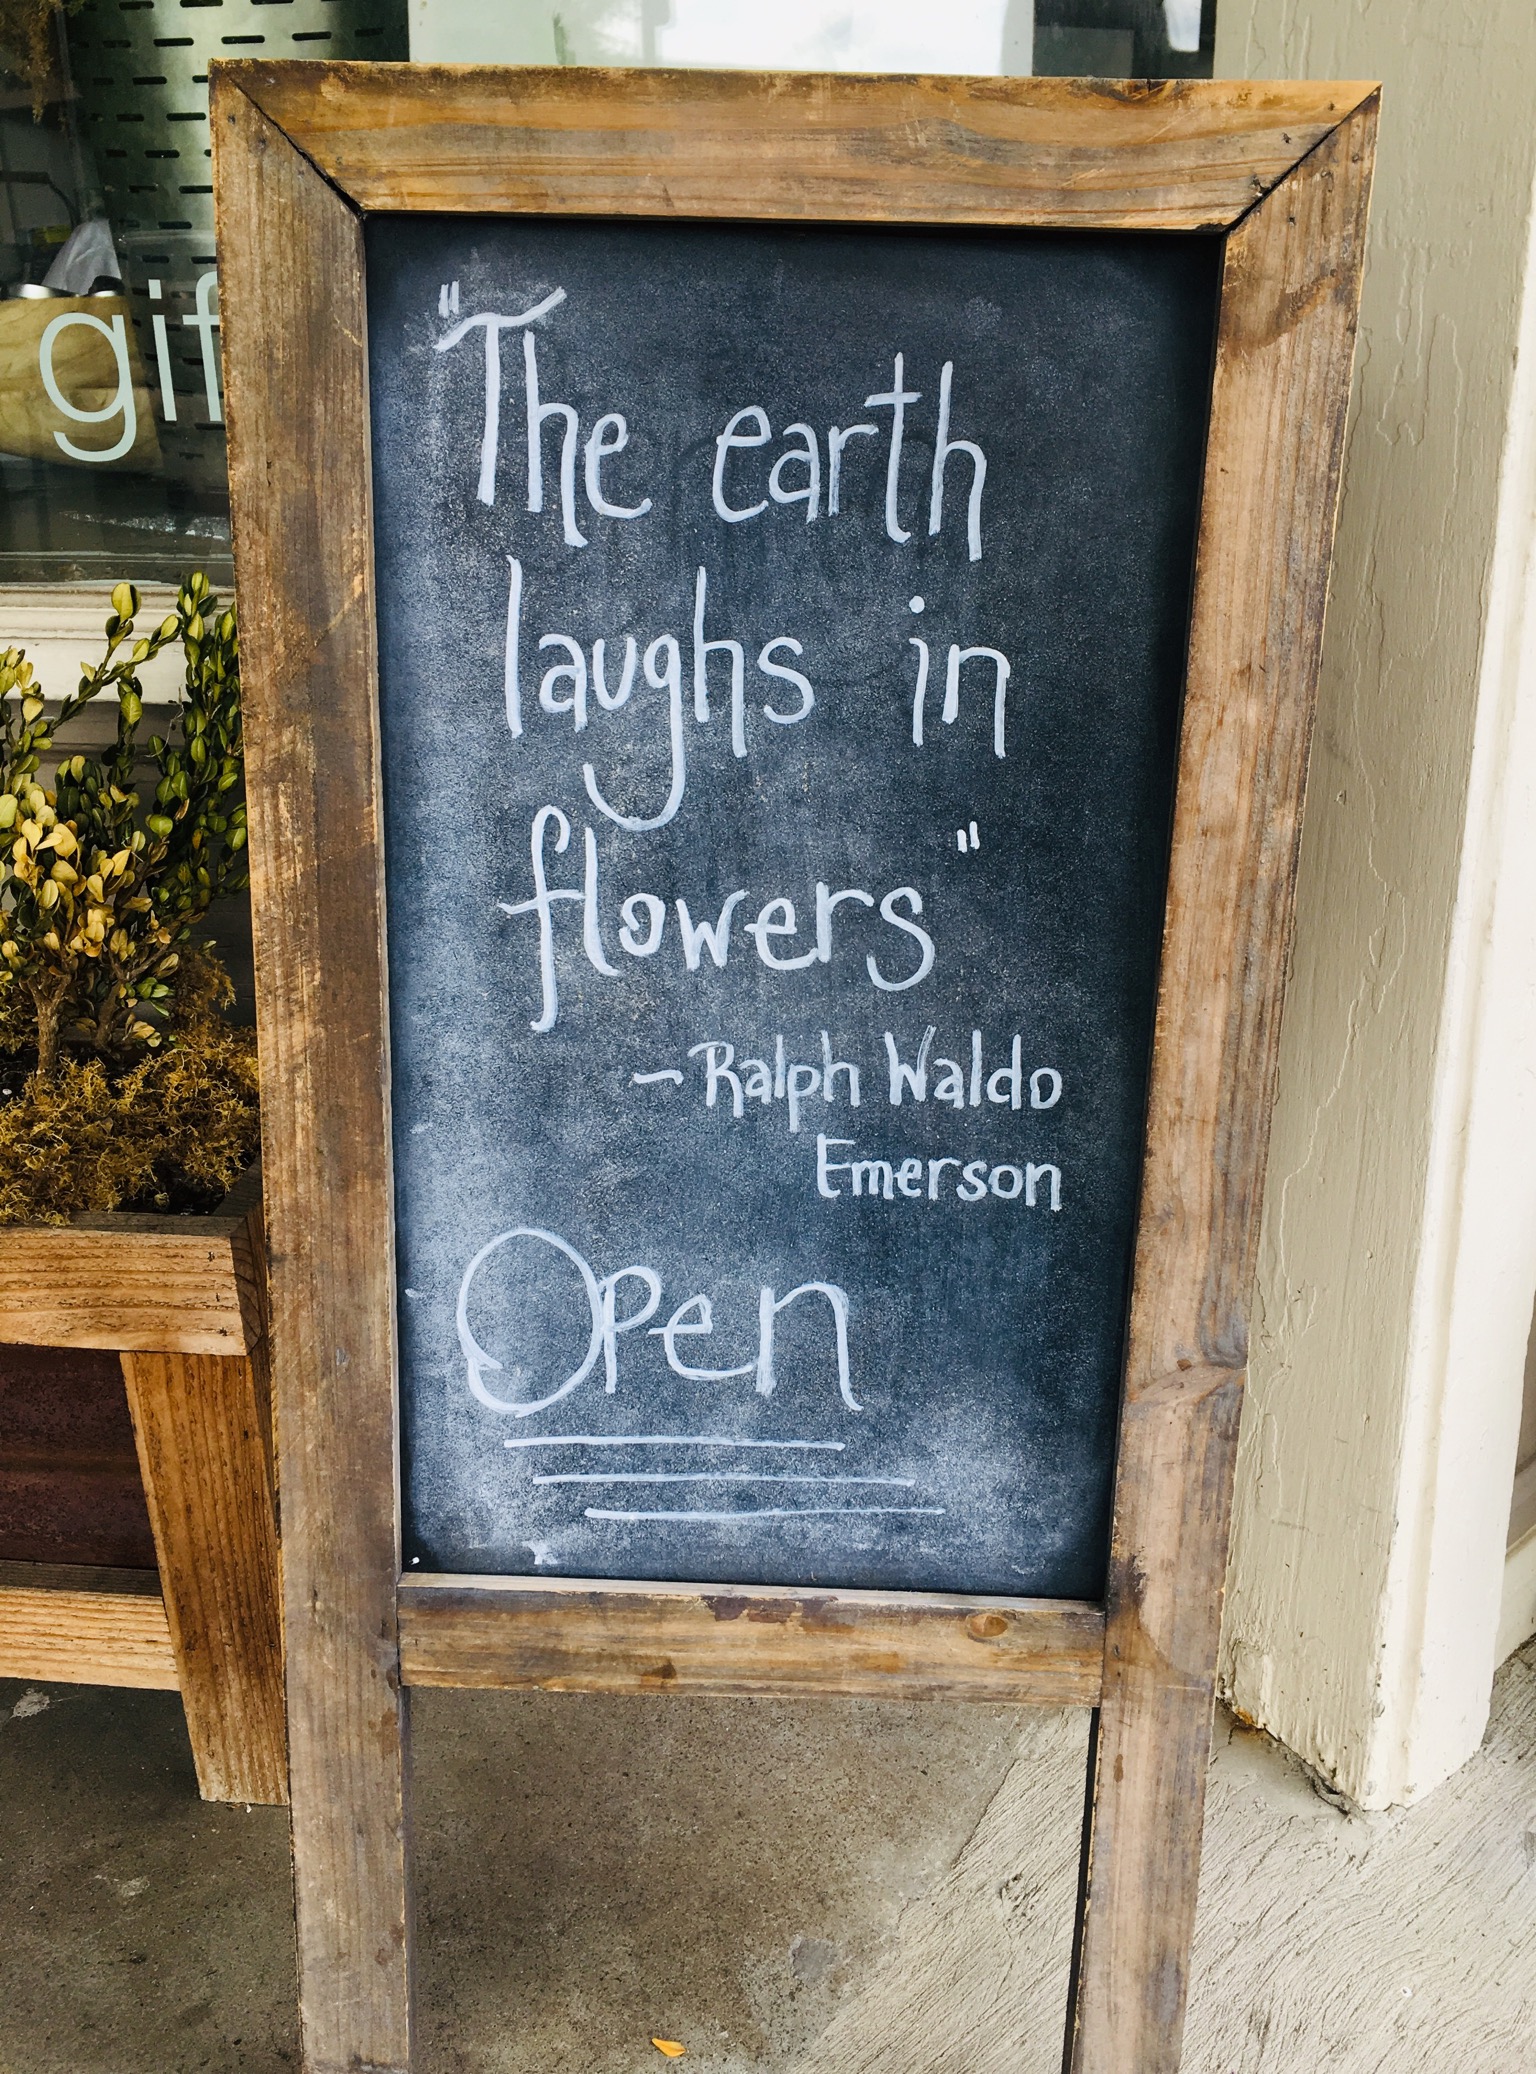 "The earth
laughs in
flowers"
- Ralph Waldo
Emerson
Open
gif